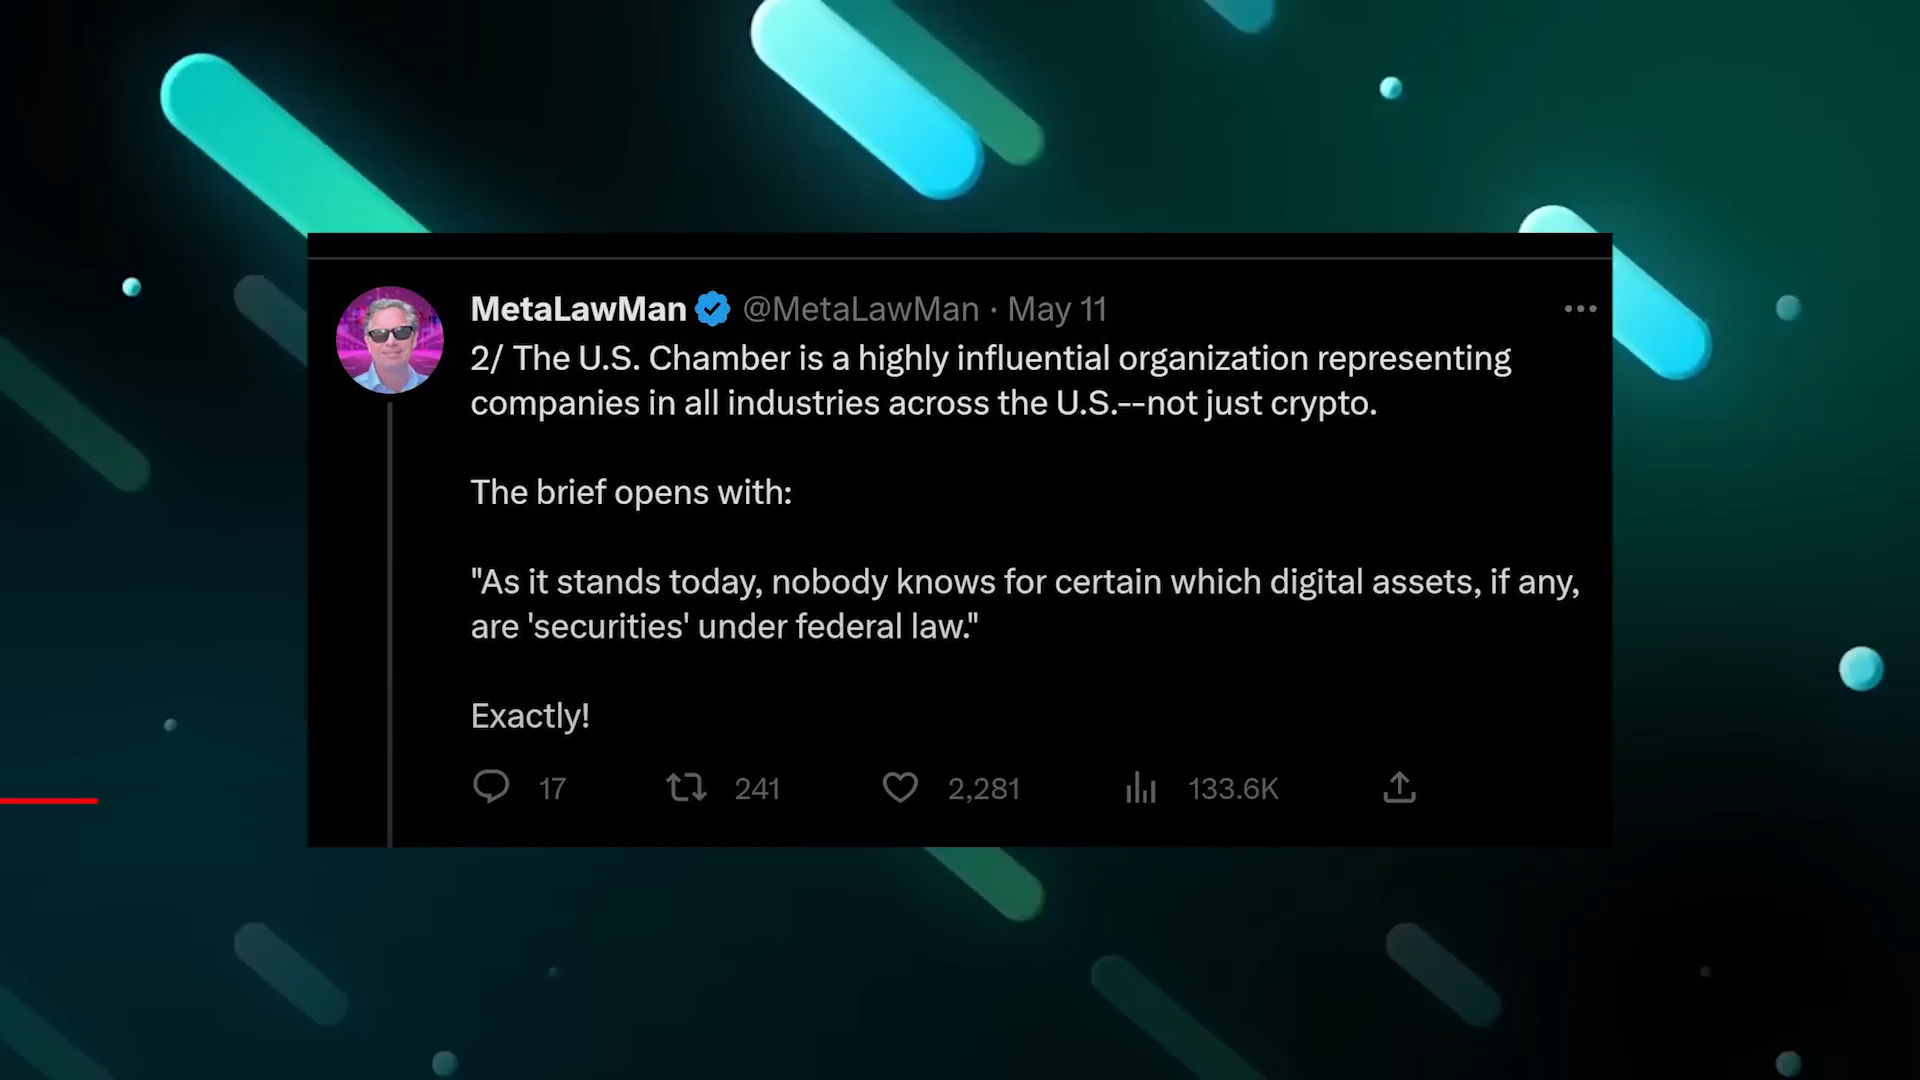 MetaLawMan @MetaLawMan · May 11
2/ The U.S. Chamber is a highly influential organization representing
companies in all industries across the U.S.--not just crypto.
The brief opens with:
"As it stands today, nobody knows for certain which digital assets, if any,
are 'securities' under federal law."
Exactly!
17 241 2,281 133.6K